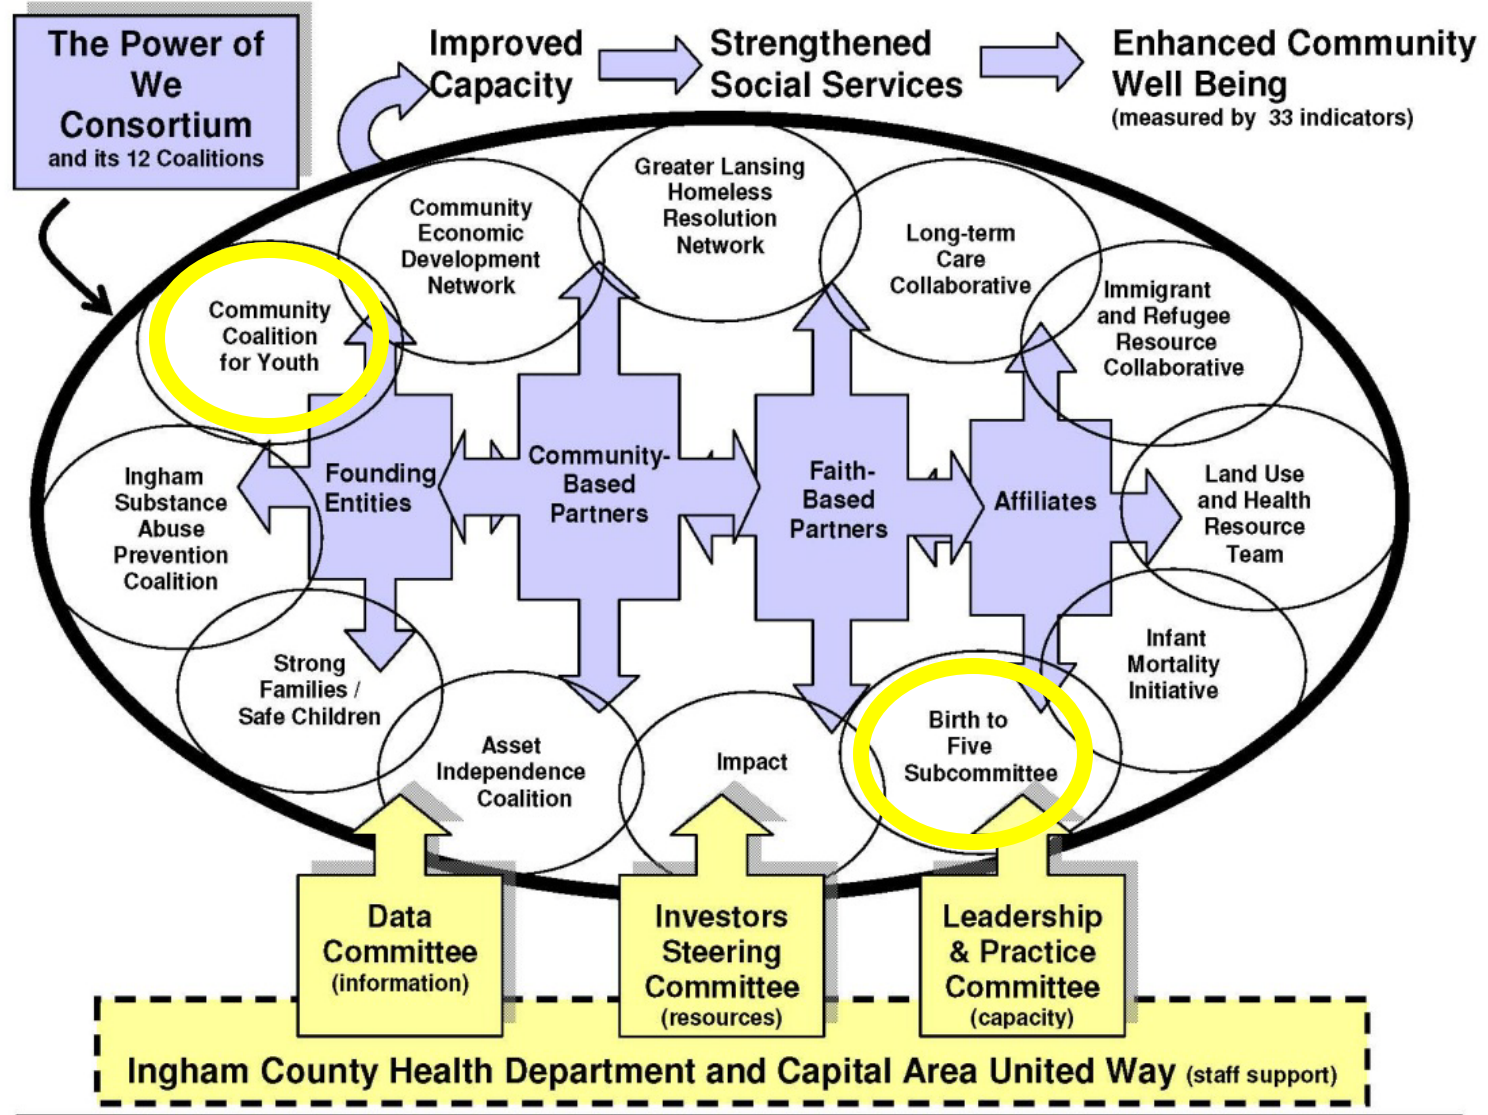 The Power of
We
Consortium
and its 12 Coalitions
Improved
Capacity
Strengthened
Social Services
Enhanced Community
Well Being
(measured by 33 indicators)
Greater Lansing
Homeless
Resolution
Network
Community
Economic
Development
Network
Long-term
Care
Collaborative
Community
Coalition
for Youth
Immigrant
and Refugee
Resource
Collaborative
Ingham
Substance
Abuse
Prevention
Coalition
Founding
Entities
Community-
Based
Partners
Faith-
Based
Partners
Affiliates
Land Use
and Health
Resource
Team
Strong
Families /
Safe Children
Infant
Mortality
Initiative
Asset
Independence
Coalition
Impact
Birth to
Five
Subcommittee
Data
Committee
(information)
Investors
Steering
Committee
(resources)
Leadership
& Practice
Committee
(capacity)
Ingham County Health Department and Capital Area United Way (staff support)